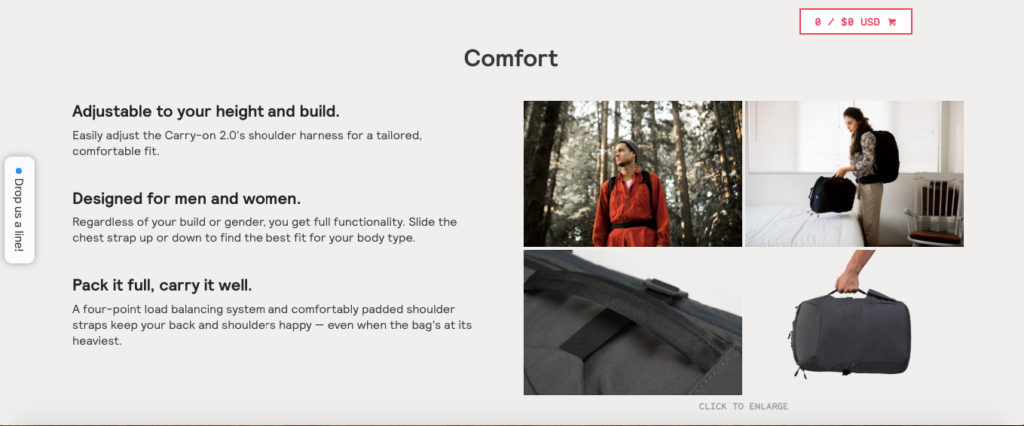 0 / $0 USD
Comfort
Adjustable to your height and build.
Easily adjust the Carry-on 2.0's shoulder harness for a tailored,
comfortable fit.
Designed for men and women.
Regardless of your build or gender, you get full functionality. Slide the
chest strap up or down to find the best fit for your body type.
Pack it full, carry it well.
A four-point load balancing system and comfortably padded shoulder
straps keep your back and shoulders happy — even when the bag's at its
heaviest.
Drop us a line!
CLICK TO ENLARGE